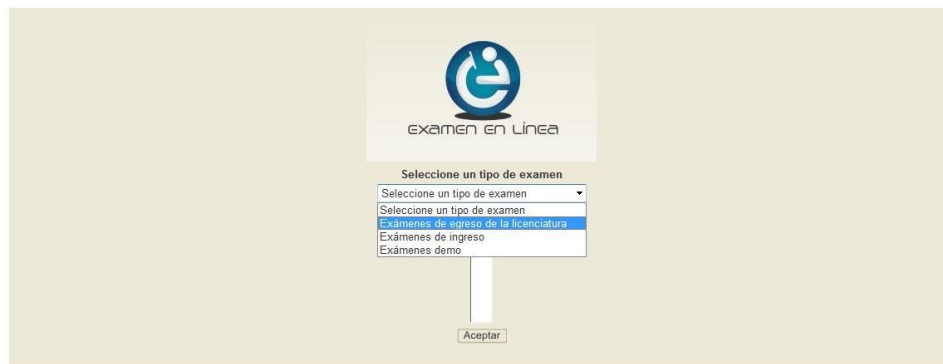 examen en Línea
Seleccione un tipo de examen
Seleccione un tipo de examen
Seleccione un tipo de examen
Exámenes de egreso de la licenciatura
Exámenes de ingreso
Exámenes demo
Aceptar